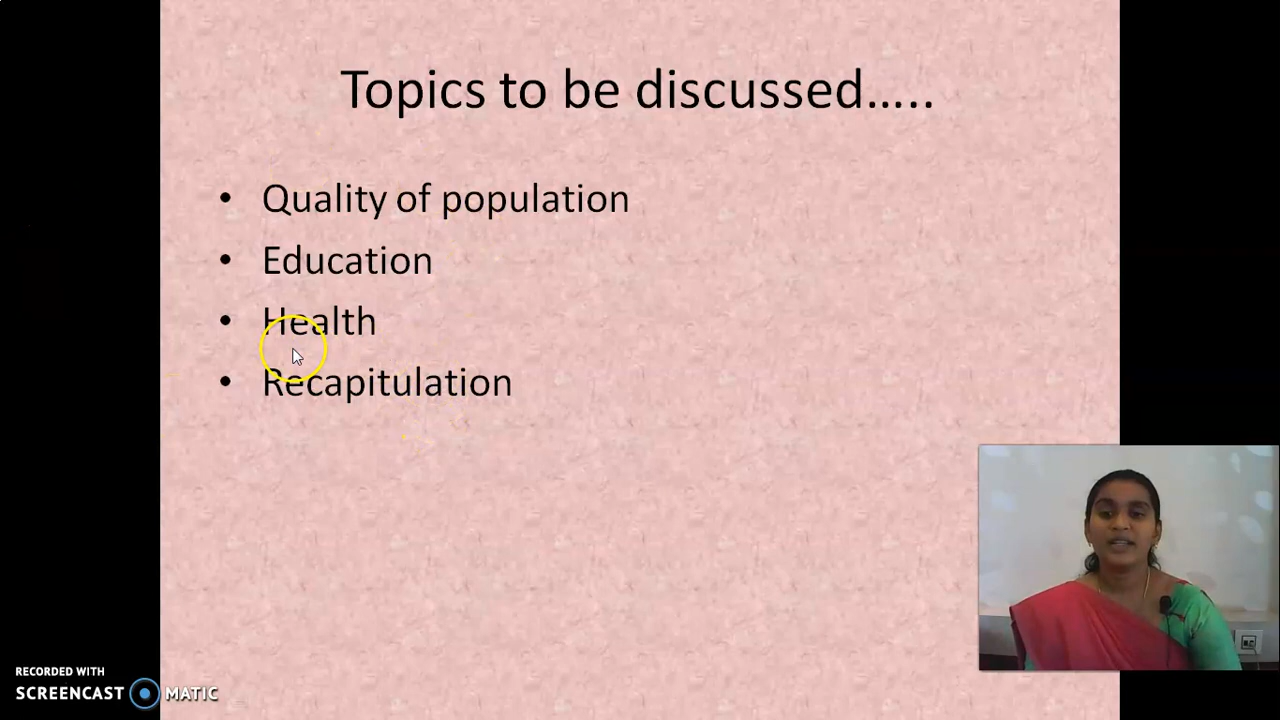 Topics to be discussed.....
• Quality of population
• Education
• Health
• Recapitulation
RECORDED WITH
SCREENCAST MATIC